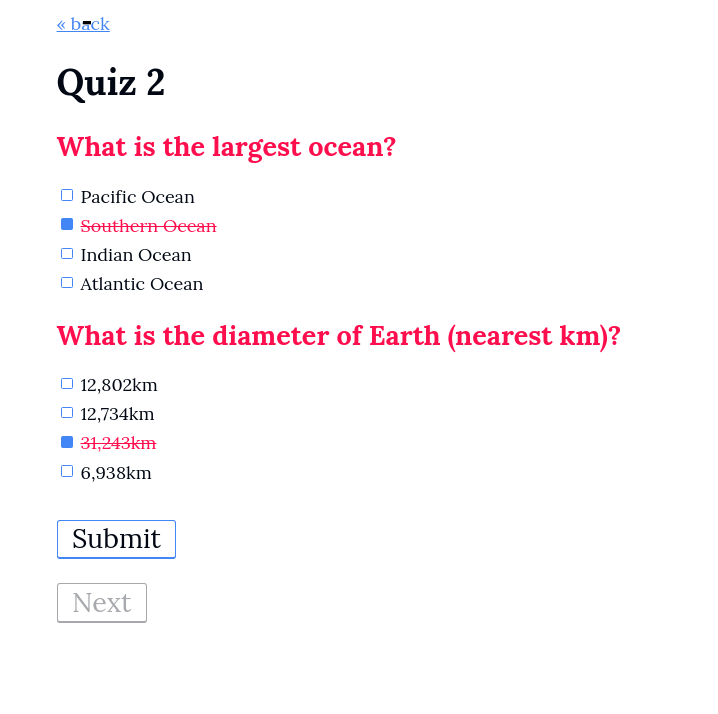 « back
Quiz 2
What is the largest ocean?
Pacific Ocean
Southern Ocean
Indian Ocean
Atlantic Ocean
What is the diameter of Earth (nearest km)?
12,802km
12,734km
31,243km
6,938km
Submit
Next